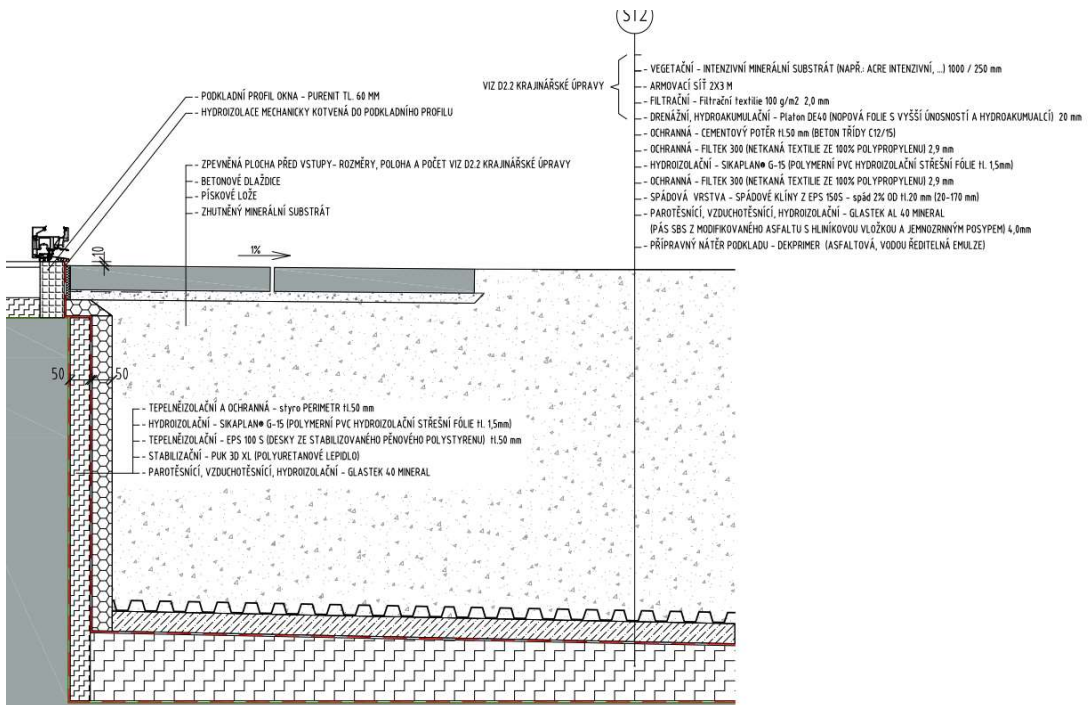 S12
VIZ D2.2 KRAJINÁŘSKÉ ÚPRAVY
- VEGETAČNÍ - INTENZIVNÍ MINERÁLNÍ SUBSTRÁT (NAPŘ.: ACRE INTENZIVNÍ, ...) 1000 / 250 mm
- ARMOVACÍ SÍŤ 2X3 M
- FILTRAČNÍ - Filtrační textilie 100 g/m2 2,0 mm
- DRENÁŽNÍ, HYDROAKUMULAČNÍ - Platon DE40 (NOPOVÁ FOLIE S VYŠŠÍ ÚNOSNOSTÍ A HYDROAKUMUALCÍ) 20 mm
- OCHRANNÁ - CEMENTOVÝ POTĚR tl.50 mm (BETON TŘÍDY C12/15)
- OCHRANNÁ - FILTEK 300 (NETKANÁ TEXTILIE ZE 100% POLYPROPYLENU) 2,9 mm
- HYDROIZOLAČNÍ - SIKAPLAN® G-15 (POLYMERNÍ PVC HYDROIZOLAČNÍ STŘEŠNÍ FÓLIE tl. 1,5mm)
- OCHRANNÁ - FILTEK 300 (NETKANÁ TEXTILIE ZE 100% POLYPROPYLENU) 2,9 mm
- SPÁDOVÁ VRSTVA - SPÁDOVÉ KLÍNY Z EPS 150S - spád 2% OD tl.20 mm (20-170 mm)
- PAROTĚSNÍCÍ, VZDUCHOTĚSNÍCÍ, HYDROIZOLAČNÍ - GLASTEK AL 40 MINERAL
(PÁS SBS Z MODIFIKOVANÉHO ASFALTU S HLINÍKOVOU VLOŽKOU A JEMNOZRNNÝM POSYPEM) 4,0mm
- PŘÍPRAVNÝ NÁTĚR PODKLADU - DEKPRIMER (ASFALTOVÁ, VODOU ŘEDITELNÁ EMULZE)
- PODKLADNÍ PROFIL OKNA - PURENIT TL. 60 MM
- HYDROIZOLACE MECHANICKY KOTVENÁ DO PODKLADNÍHO PROFILU
- ZPEVNĚNÁ PLOCHA PŘED VSTUPY- ROZMĚRY, POLOHA A POČET VIZ D2.2 KRAJINÁŘSKÉ ÚPRAVY
- BETONOVÉ DLAŽDICE
- PÍSKOVÉ LOŽE
- ZHUTNĚNÝ MINERÁLNÍ SUBSTRÁT
10
1%
50
50
- TEPELNĚIZOLAČNÍ A OCHRANNÁ - styro PERIMETR tl.50 mm
- HYDROIZOLAČNÍ - SIKAPLAN® G-15 (POLYMERNÍ PVC HYDROIZOLAČNÍ STŘEŠNÍ FÓLIE tl. 1,5mm)
- TEPELNĚIZOLAČNÍ - EPS 100 S (DESKY ZE STABILIZOVANÉHO PĚNOVÉHO POLYSTYRENU) tl.50 mm
- STABILIZAČNÍ - PUK 3D XL (POLYURETANOVÉ LEPIDLO)
- PAROTĚSNÍCÍ, VZDUCHOTĚSNÍCÍ, HYDROIZOLAČNÍ - GLASTEK 40 MINERAL